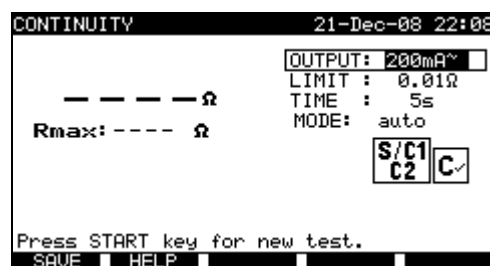 CONTINUITY 21-Dec-08 22:08
OUTPUT: 200mA~
LIMIT : 0.01Ω
TIME : 5s
MODE: auto
– – – – Ω
Rmax: - - - - Ω
S/C1
C2
C✓
Press START key for new test.
SAVE HELP